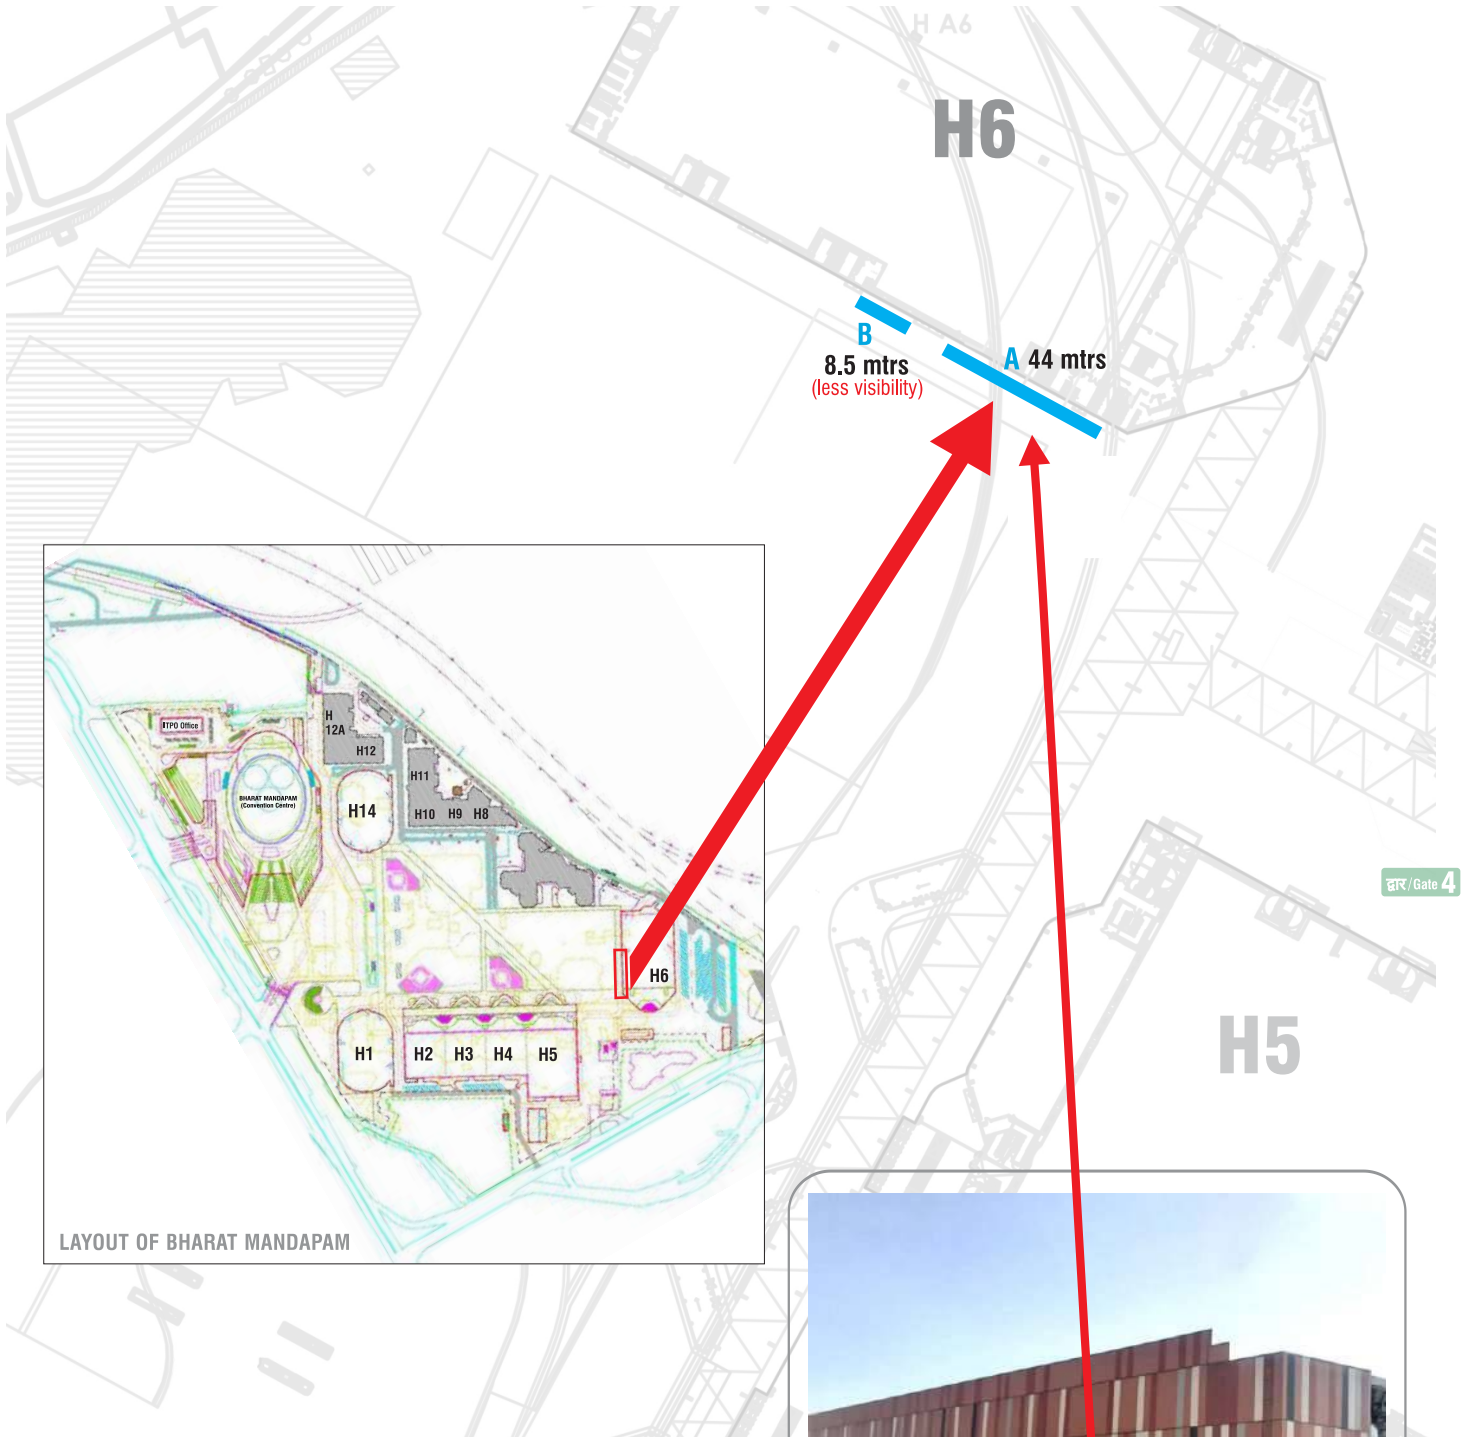 H A6
H6
B
8.5 mtrs
(less visibility)
A 44 mtrs
द्वार/Gate 4
H5
ITPO Office
BHARAT MANDAPAM
(Convention Centre)
H
12A
H12
H11
H10 H9 H8
H14
H6
H1
H2 H3 H4 H5
LAYOUT OF BHARAT MANDAPAM